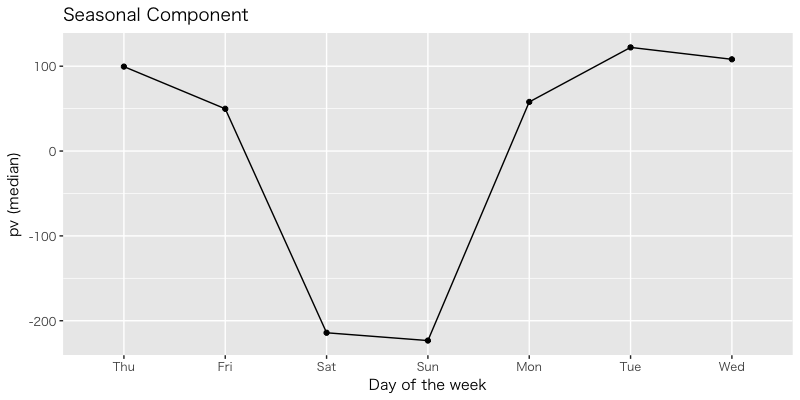 Seasonal Component
pv (median)
100
0
-100
-200
Thu Fri Sat Sun Mon Tue Wed
Day of the week